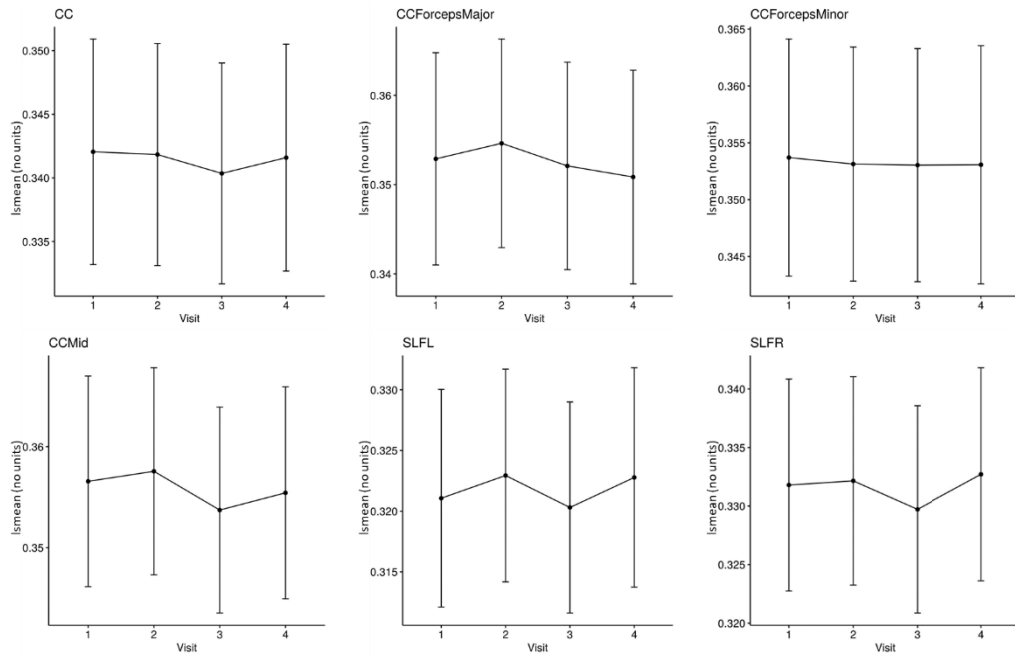 CC
lsmean (no units)
0.350
0.345
0.340
0.335
1 2 3 4
Visit
CCForcepsMajor
lsmean (no units)
0.36
0.35
0.34
1 2 3 4
Visit
CCForcepsMinor
lsmean (no units)
0.365
0.360
0.355
0.350
0.345
1 2 3 4
Visit
CCMid
lsmean (no units)
0.36
0.35
1 2 3 4
Visit
SLFL
lsmean (no units)
0.330
0.325
0.320
0.315
1 2 3 4
Visit
SLFR
lsmean (no units)
0.340
0.335
0.330
0.325
0.320
1 2 3 4
Visit